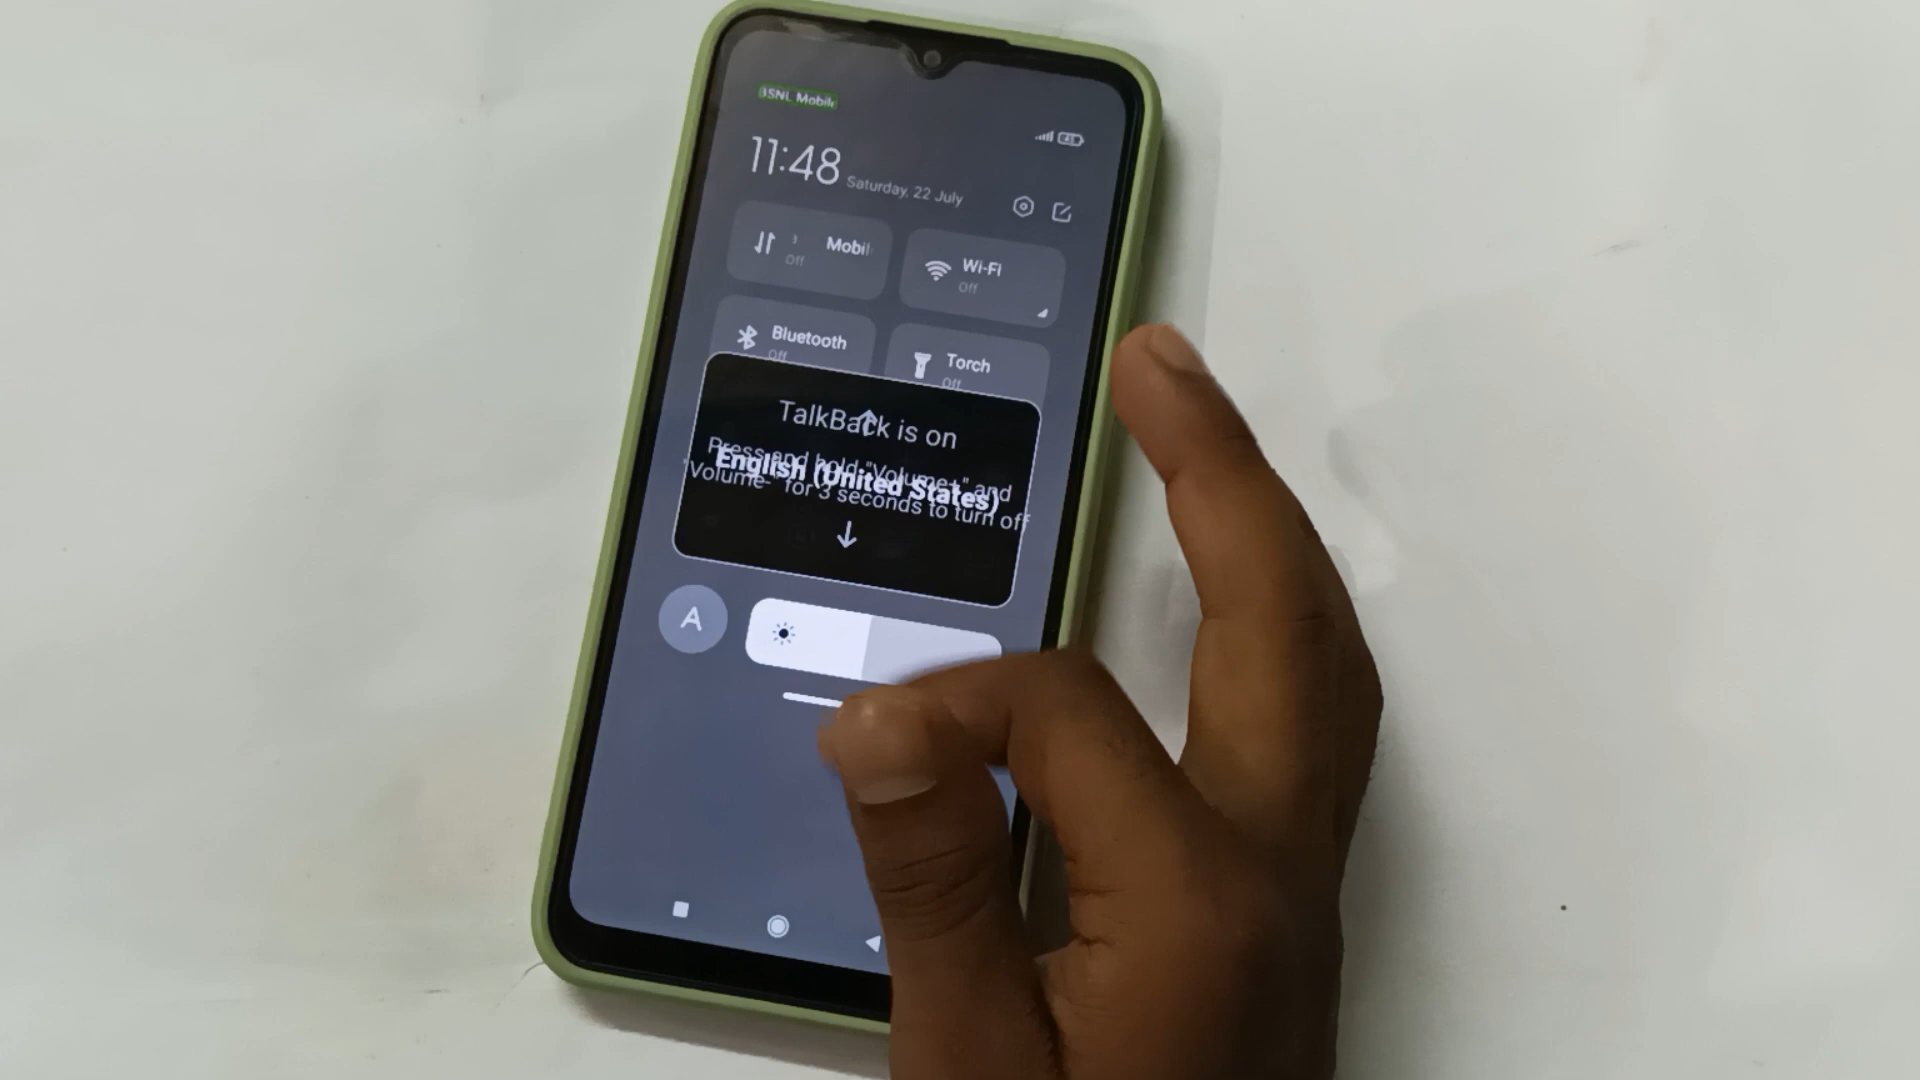 BSNL Mobile
11:48 Saturday, 22 July
Mobil
Off
Wi-Fi
Off
Bluetooth
Off
Torch
Off
TalkBack is on
Press and hold "Volume+" and
"Volume-" for 3 seconds to turn off
English (United States)
A